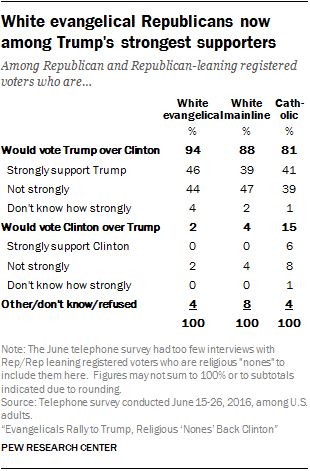 White evangelical Republicans now
among Trump's strongest supporters
Among Republican and Republican-leaning registered
voters who are...
White evangelical White mainline Cath-olic
% % %
Would vote Trump over Clinton 94 88 81
Strongly support Trump 46 39 41
Not strongly 44 47 39
Don't know how strongly 4 2 1
Would vote Clinton over Trump 2 4 15
Strongly support Clinton 0 0 6
Not strongly 2 4 8
Don't know how strongly 0 0 1
Other/don't know/refused 4 8 4
100 100 100
Note: The June telephone survey had too few interviews with
Rep/Rep leaning registered voters who are religious "nones" to
include them here. Figures may not sum to 100% or to subtotals
indicated due to rounding.
Source: Telephone survey conducted June 15-26, 2016, among U.S.
adults.
“Evangelicals Rally to Trump, Religious ‘Nones’ Back Clinton”
PEW RESEARCH CENTER